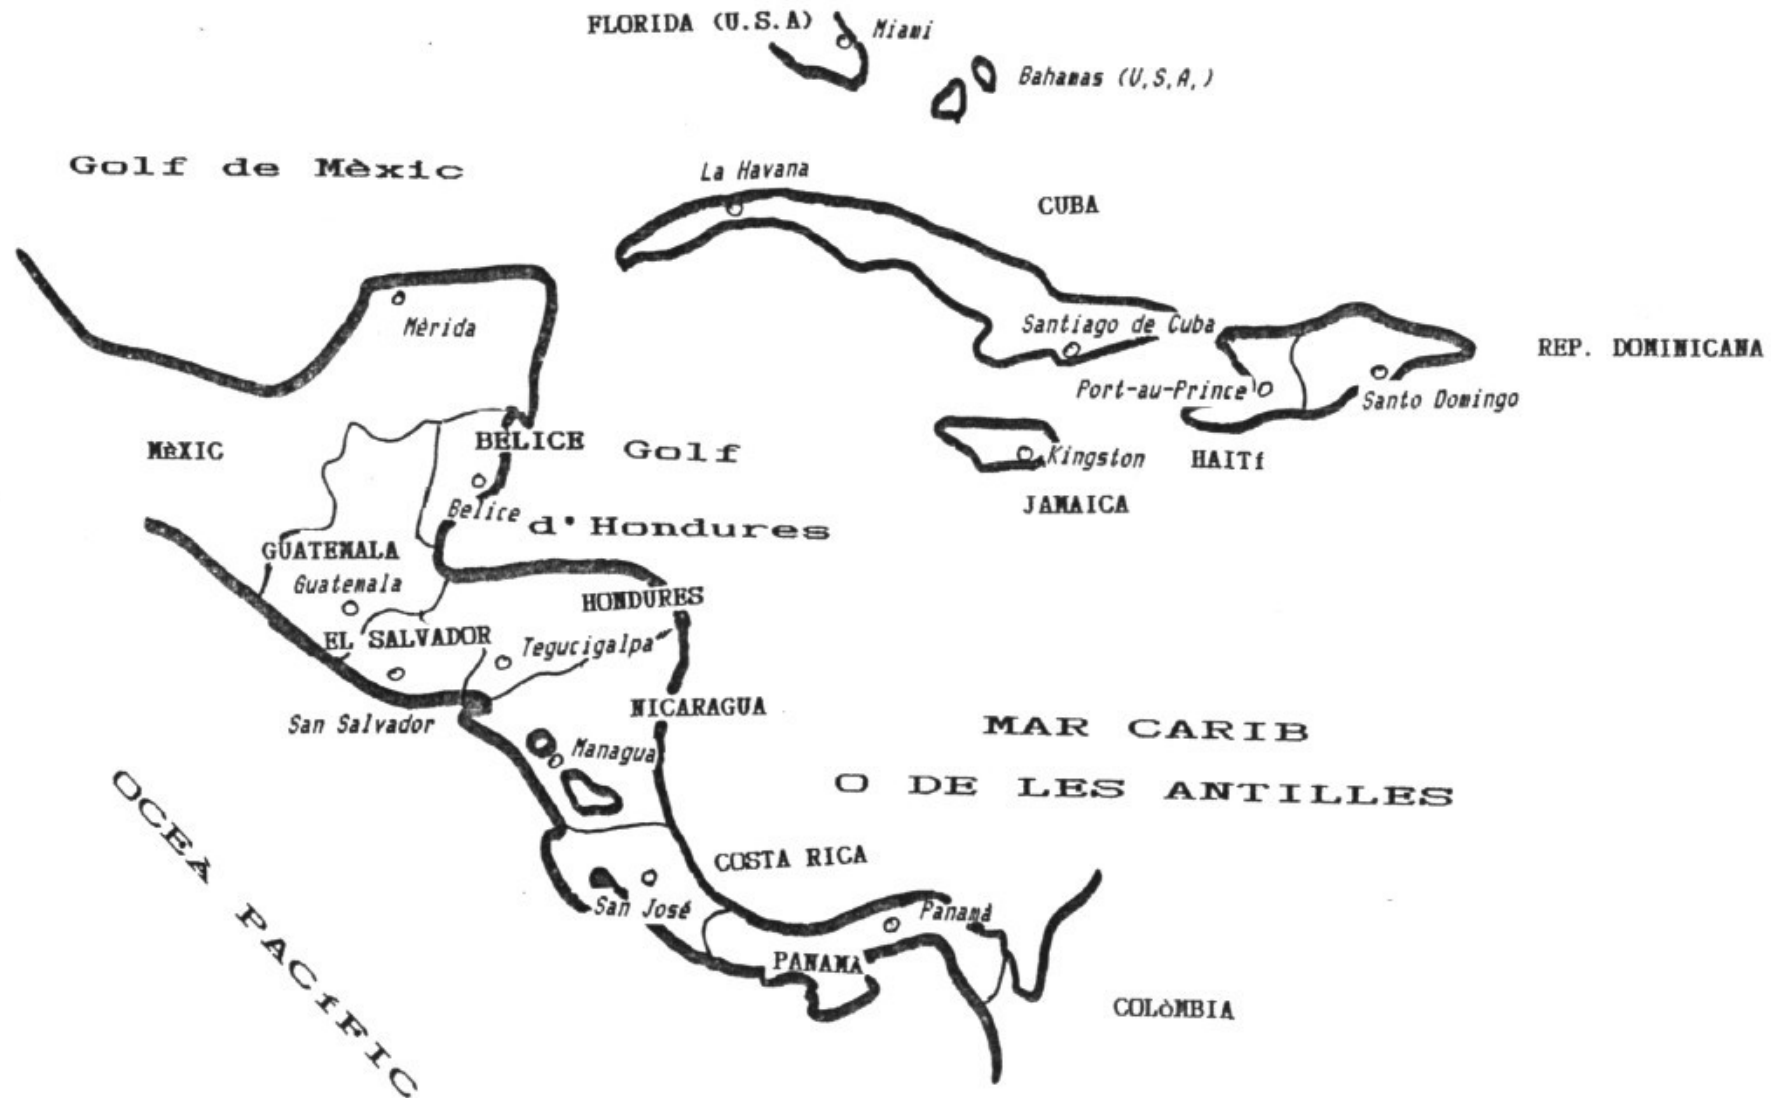 FLORIDA (U.S.A)
Miami
Bahamas (U.S.A.)
Golf de Mèxic
La Havana
CUBA
Mèrida
Santiago de Cuba
REP. DOMINICANA
Port-au-Prince
Santo Domingo
MèXIC
BELICE
Golf
Kingston
HAITí
JAMAICA
Belice
d'Hondures
GUATEMALA
Guatemala
HONDURES
EL SALVADOR
Tegucigalpa
San Salvador
NICARAGUA
MAR CARIB
Managua
O DE LES ANTILLES
OCEÀ PACíFIC
COSTA RICA
San José
Panamà
PANAMÀ
COLòMBIA